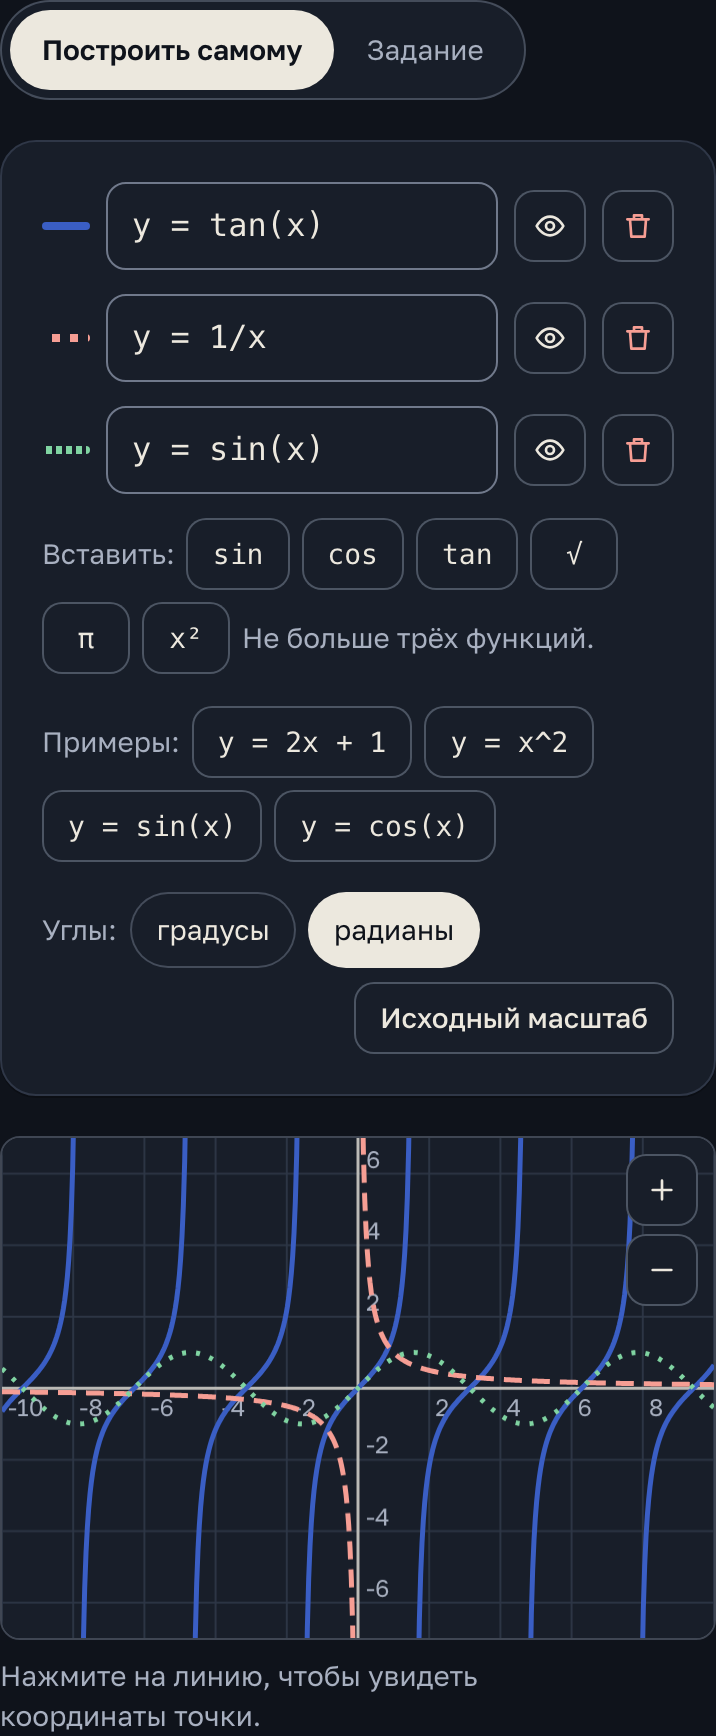 Построить самому Задание
y = tan(x)
y = 1/x
y = sin(x)
Вставить: sin cos tan √
π x² Не больше трёх функций.
Примеры: y = 2x + 1 y = x^2
y = sin(x) y = cos(x)
Углы: градусы радианы
Исходный масштаб
6
+
4
−
2
-10 -8 -6 -4 -2 2 4 6 8
-2
-4
-6
Нажмите на линию, чтобы увидеть
координаты точки.